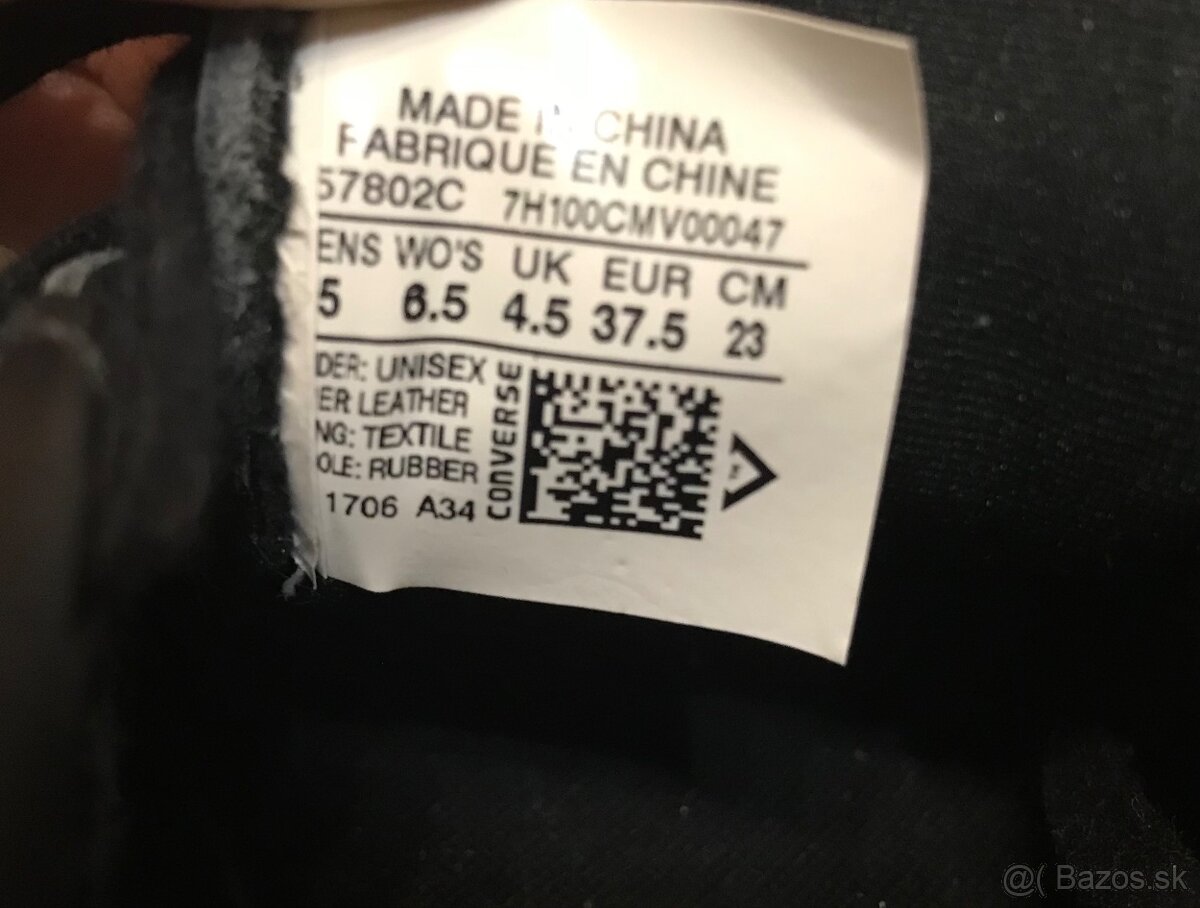 MADE IN CHINA
FABRIQUE EN CHINE
57802C 7H100CMV00047
ENS WO'S UK EUR CM
5 6.5 4.5 37.5 23
DER: UNISEX
ER LEATHER
NG: TEXTILE
OLE: RUBBER
1706 A34
CONVERSE
@( Bazos.sk